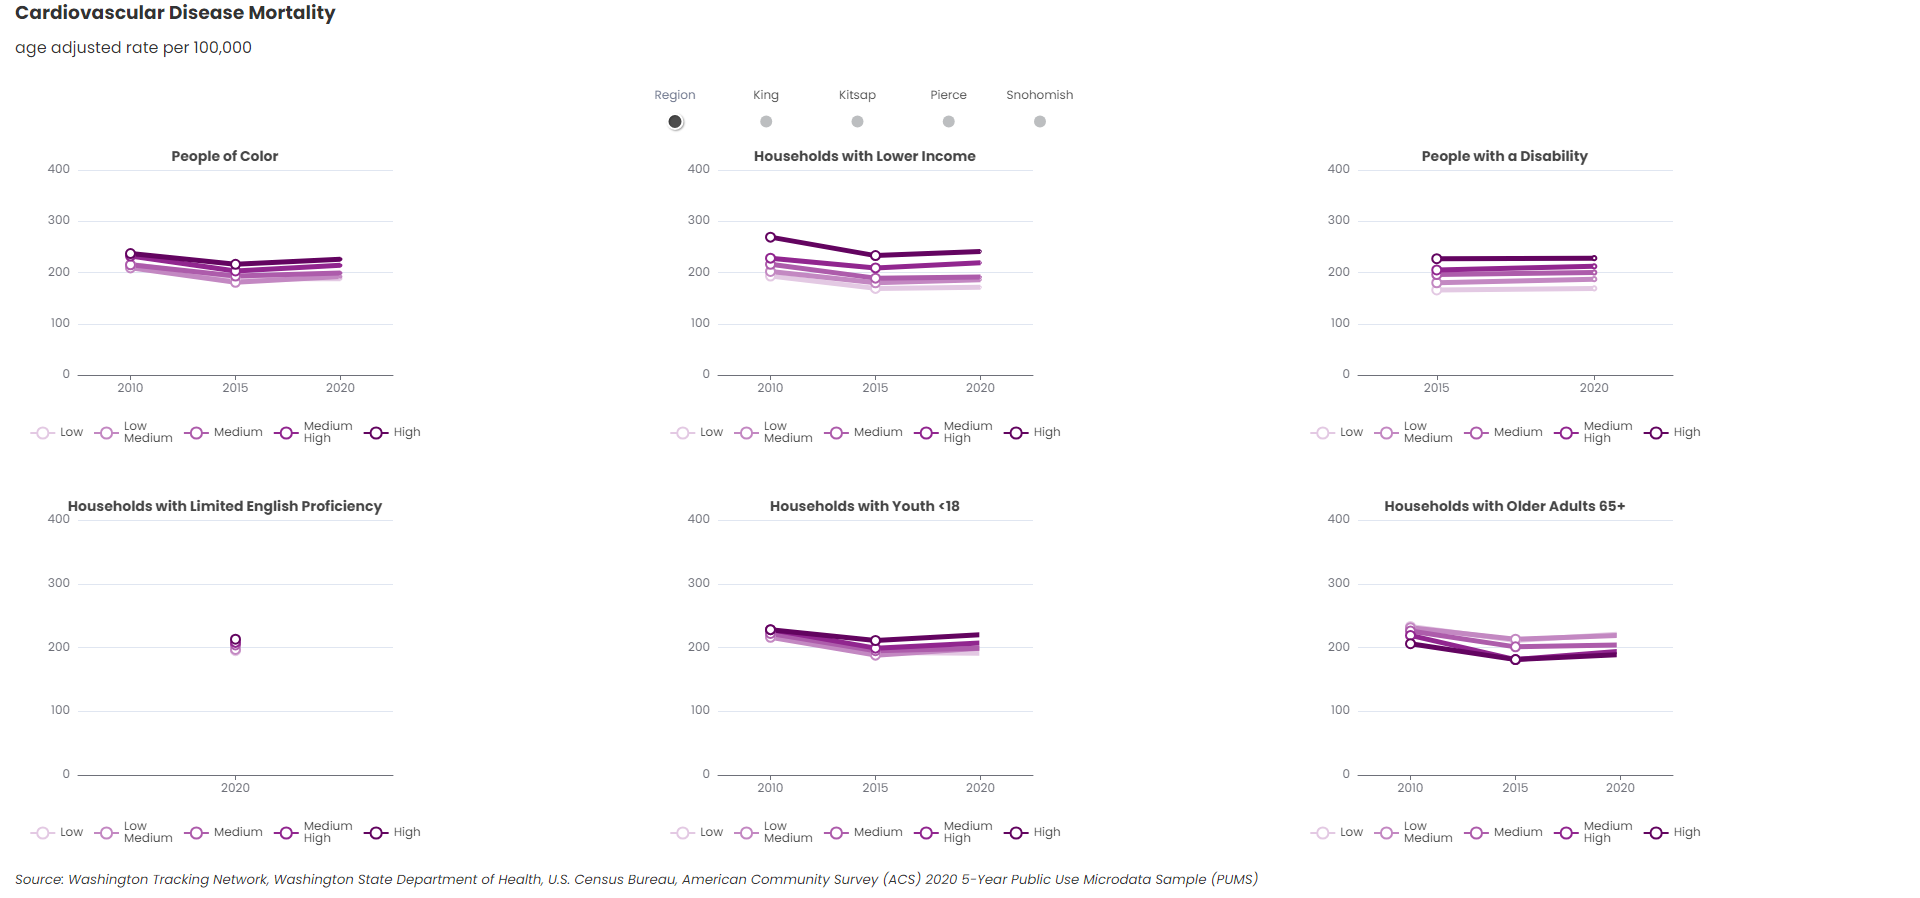 Cardiovascular Disease Mortality
age adjusted rate per 100,000
Region King Kitsap Pierce Snohomish
People of Color
400
300
200
100
0
2010 2015 2020
Low Low Medium Medium Medium High High
Households with Lower Income
400
300
200
100
0
2010 2015 2020
Low Low Medium Medium Medium High High
People with a Disability
400
300
200
100
0
2015 2020
Low Low Medium Medium Medium High High
Households with Limited English Proficiency
400
300
200
100
0
2020
Low Low Medium Medium Medium High High
Households with Youth <18
400
300
200
100
0
2010 2015 2020
Low Low Medium Medium Medium High High
Households with Older Adults 65+
400
300
200
100
0
2010 2015 2020
Low Low Medium Medium Medium High High
Source: Washington Tracking Network, Washington State Department of Health, U.S. Census Bureau, American Community Survey (ACS) 2020 5-Year Public Use Microdata Sample (PUMS)